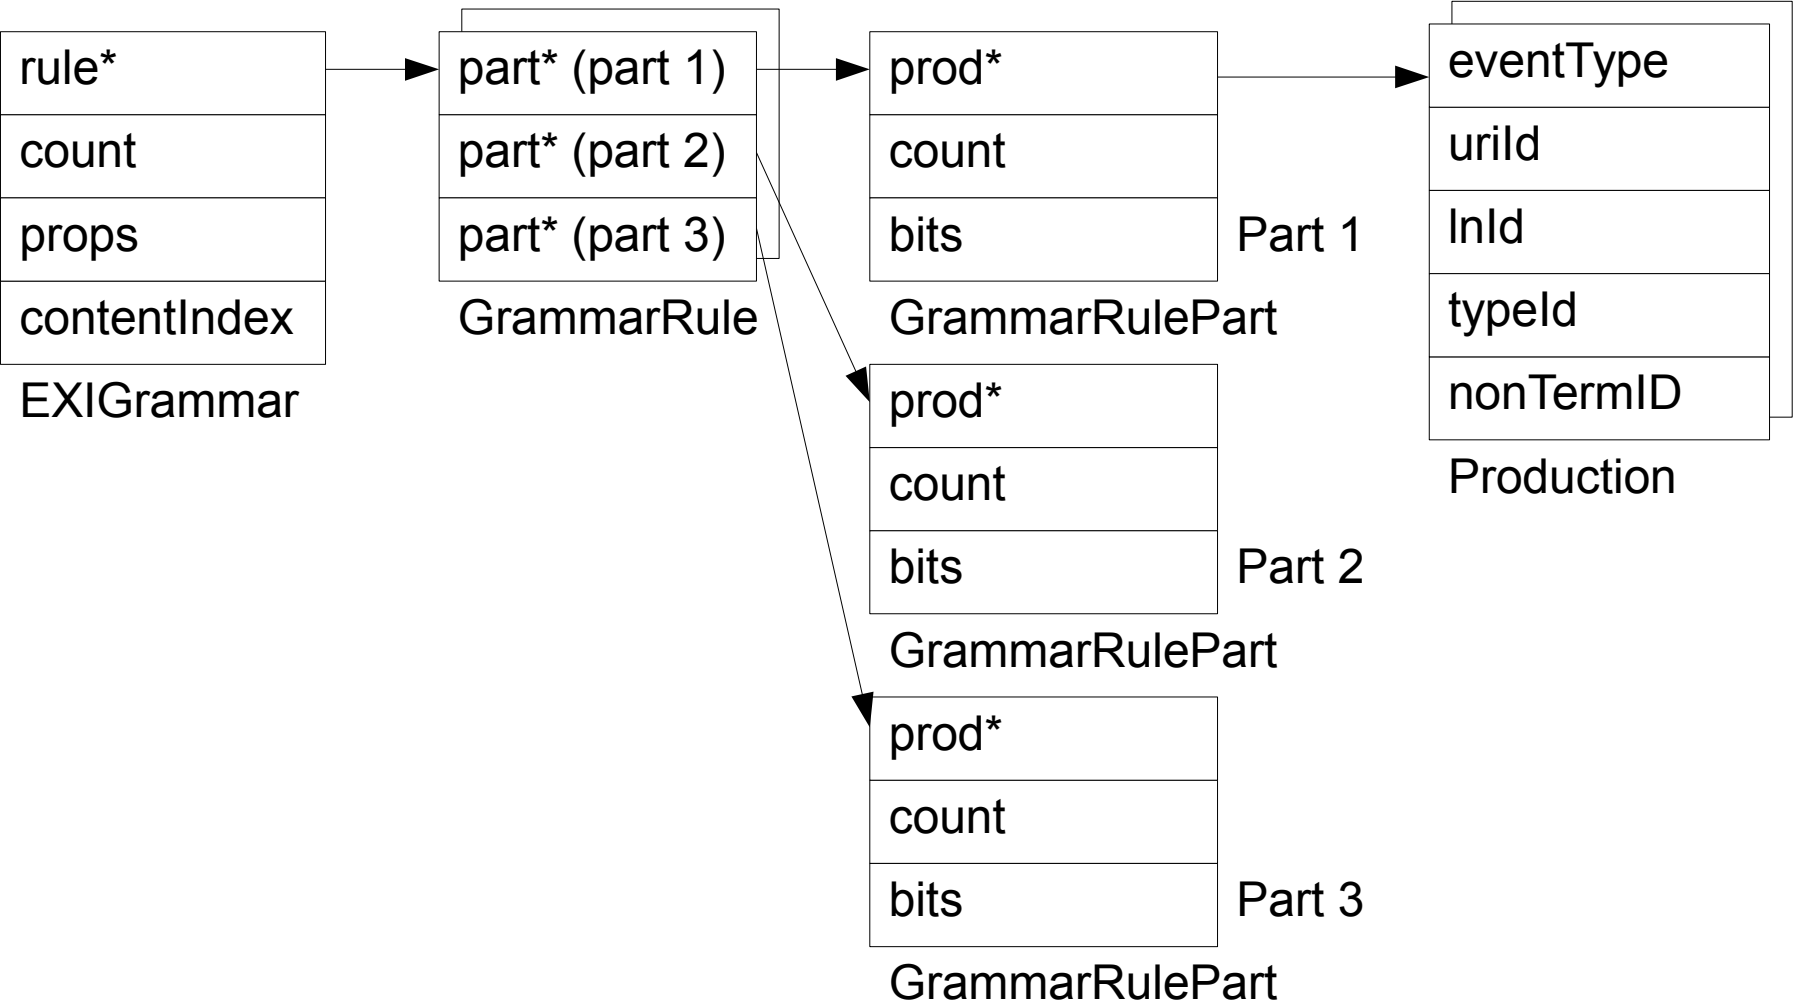 rule*
count
props
contentIndex
EXIGrammar
part* (part 1)
part* (part 2)
part* (part 3)
GrammarRule
prod*
count
bits
Part 1
GrammarRulePart
prod*
count
bits
Part 2
GrammarRulePart
prod*
count
bits
Part 3
GrammarRulePart
eventType
uriId
lnId
typeId
nonTermID
Production